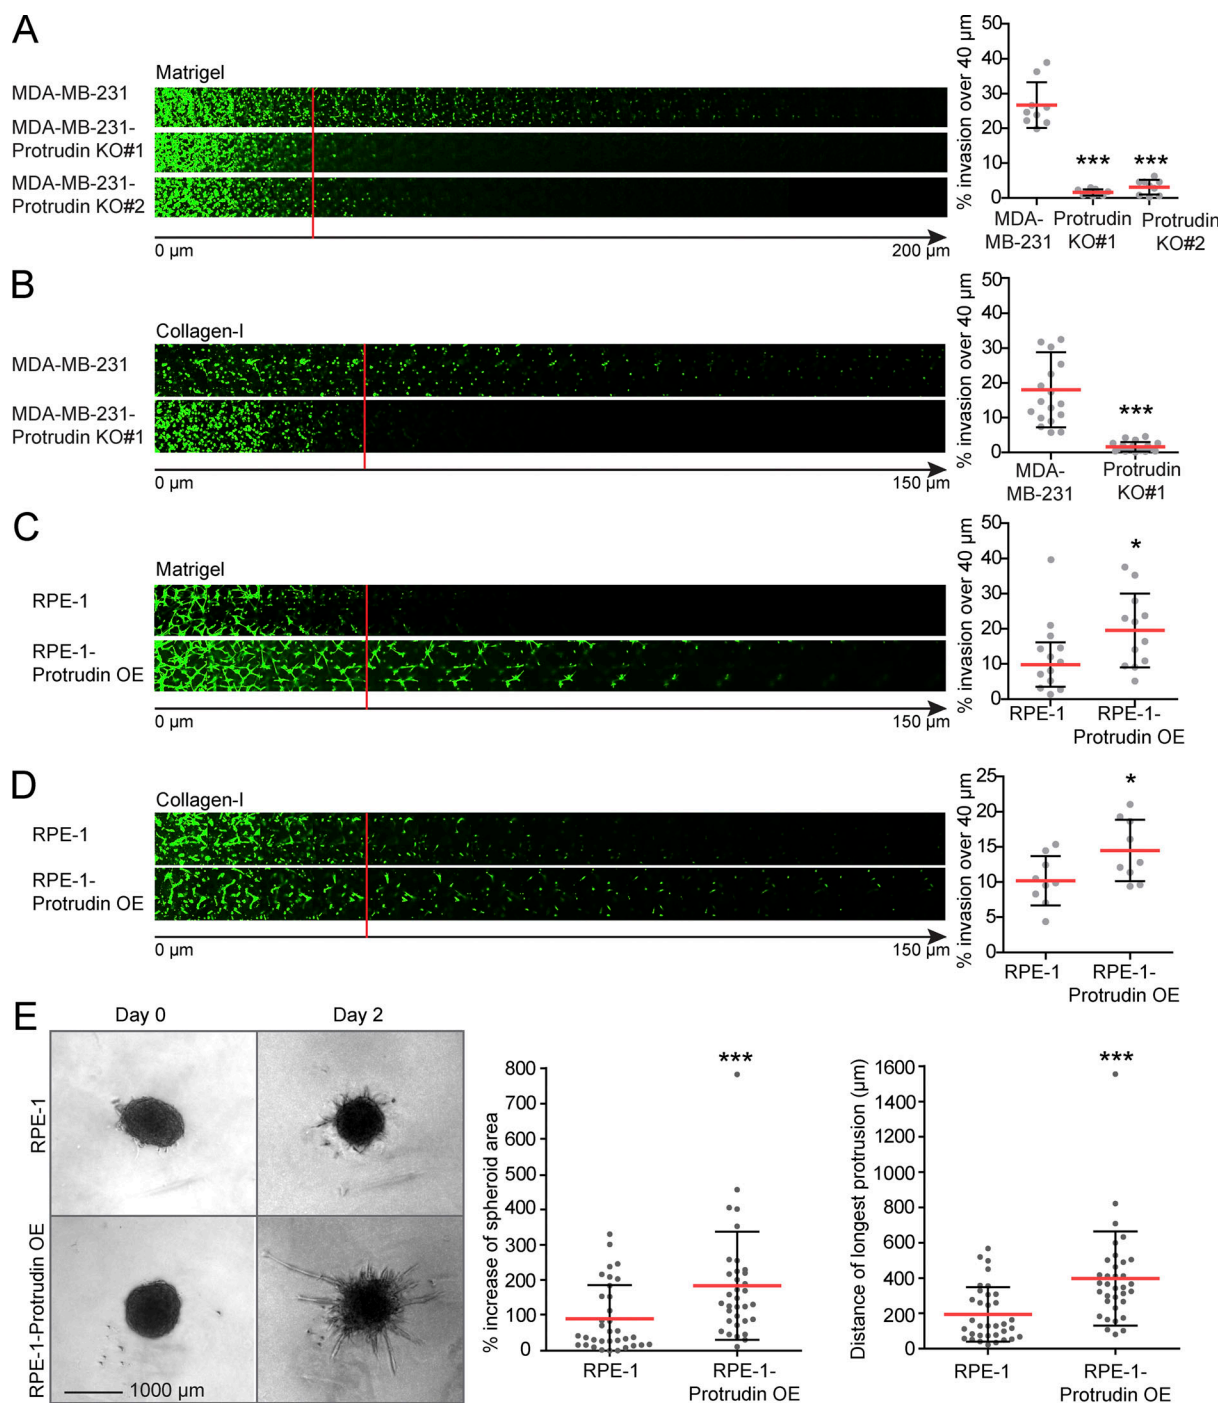 A
Matrigel
MDA-MB-231
MDA-MB-231-
Protrudin KO#1
MDA-MB-231-
Protrudin KO#2
0 µm
200 µm
% invasion over 40 µm
50
40
30
20
10
0
***
***
MDA-
MB-231
Protrudin
KO#1
Protrudin
KO#2
B
Collagen-I
MDA-MB-231
MDA-MB-231-
Protrudin KO#1
0 µm
150 µm
% invasion over 40 µm
50
40
30
20
10
0
***
MDA-
MB-231
Protrudin
KO#1
C
Matrigel
RPE-1
RPE-1-
Protrudin OE
0 µm
150 µm
% invasion over 40 µm
50
40
30
20
10
0
*
RPE-1
RPE-1-
Protrudin OE
D
Collagen-I
RPE-1
RPE-1-
Protrudin OE
0 µm
150 µm
% invasion over 40 µm
25
20
15
10
5
0
*
RPE-1
RPE-1-
Protrudin OE
E
Day 0
Day 2
RPE-1
RPE-1-Protrudin OE
1000 µm
% increase of spheroid area
800
700
600
500
400
300
200
100
0
***
RPE-1
RPE-1-
Protrudin OE
Distance of longest protrusion (µm)
1600
1400
1200
1000
800
600
400
200
0
***
RPE-1
RPE-1-
Protrudin OE